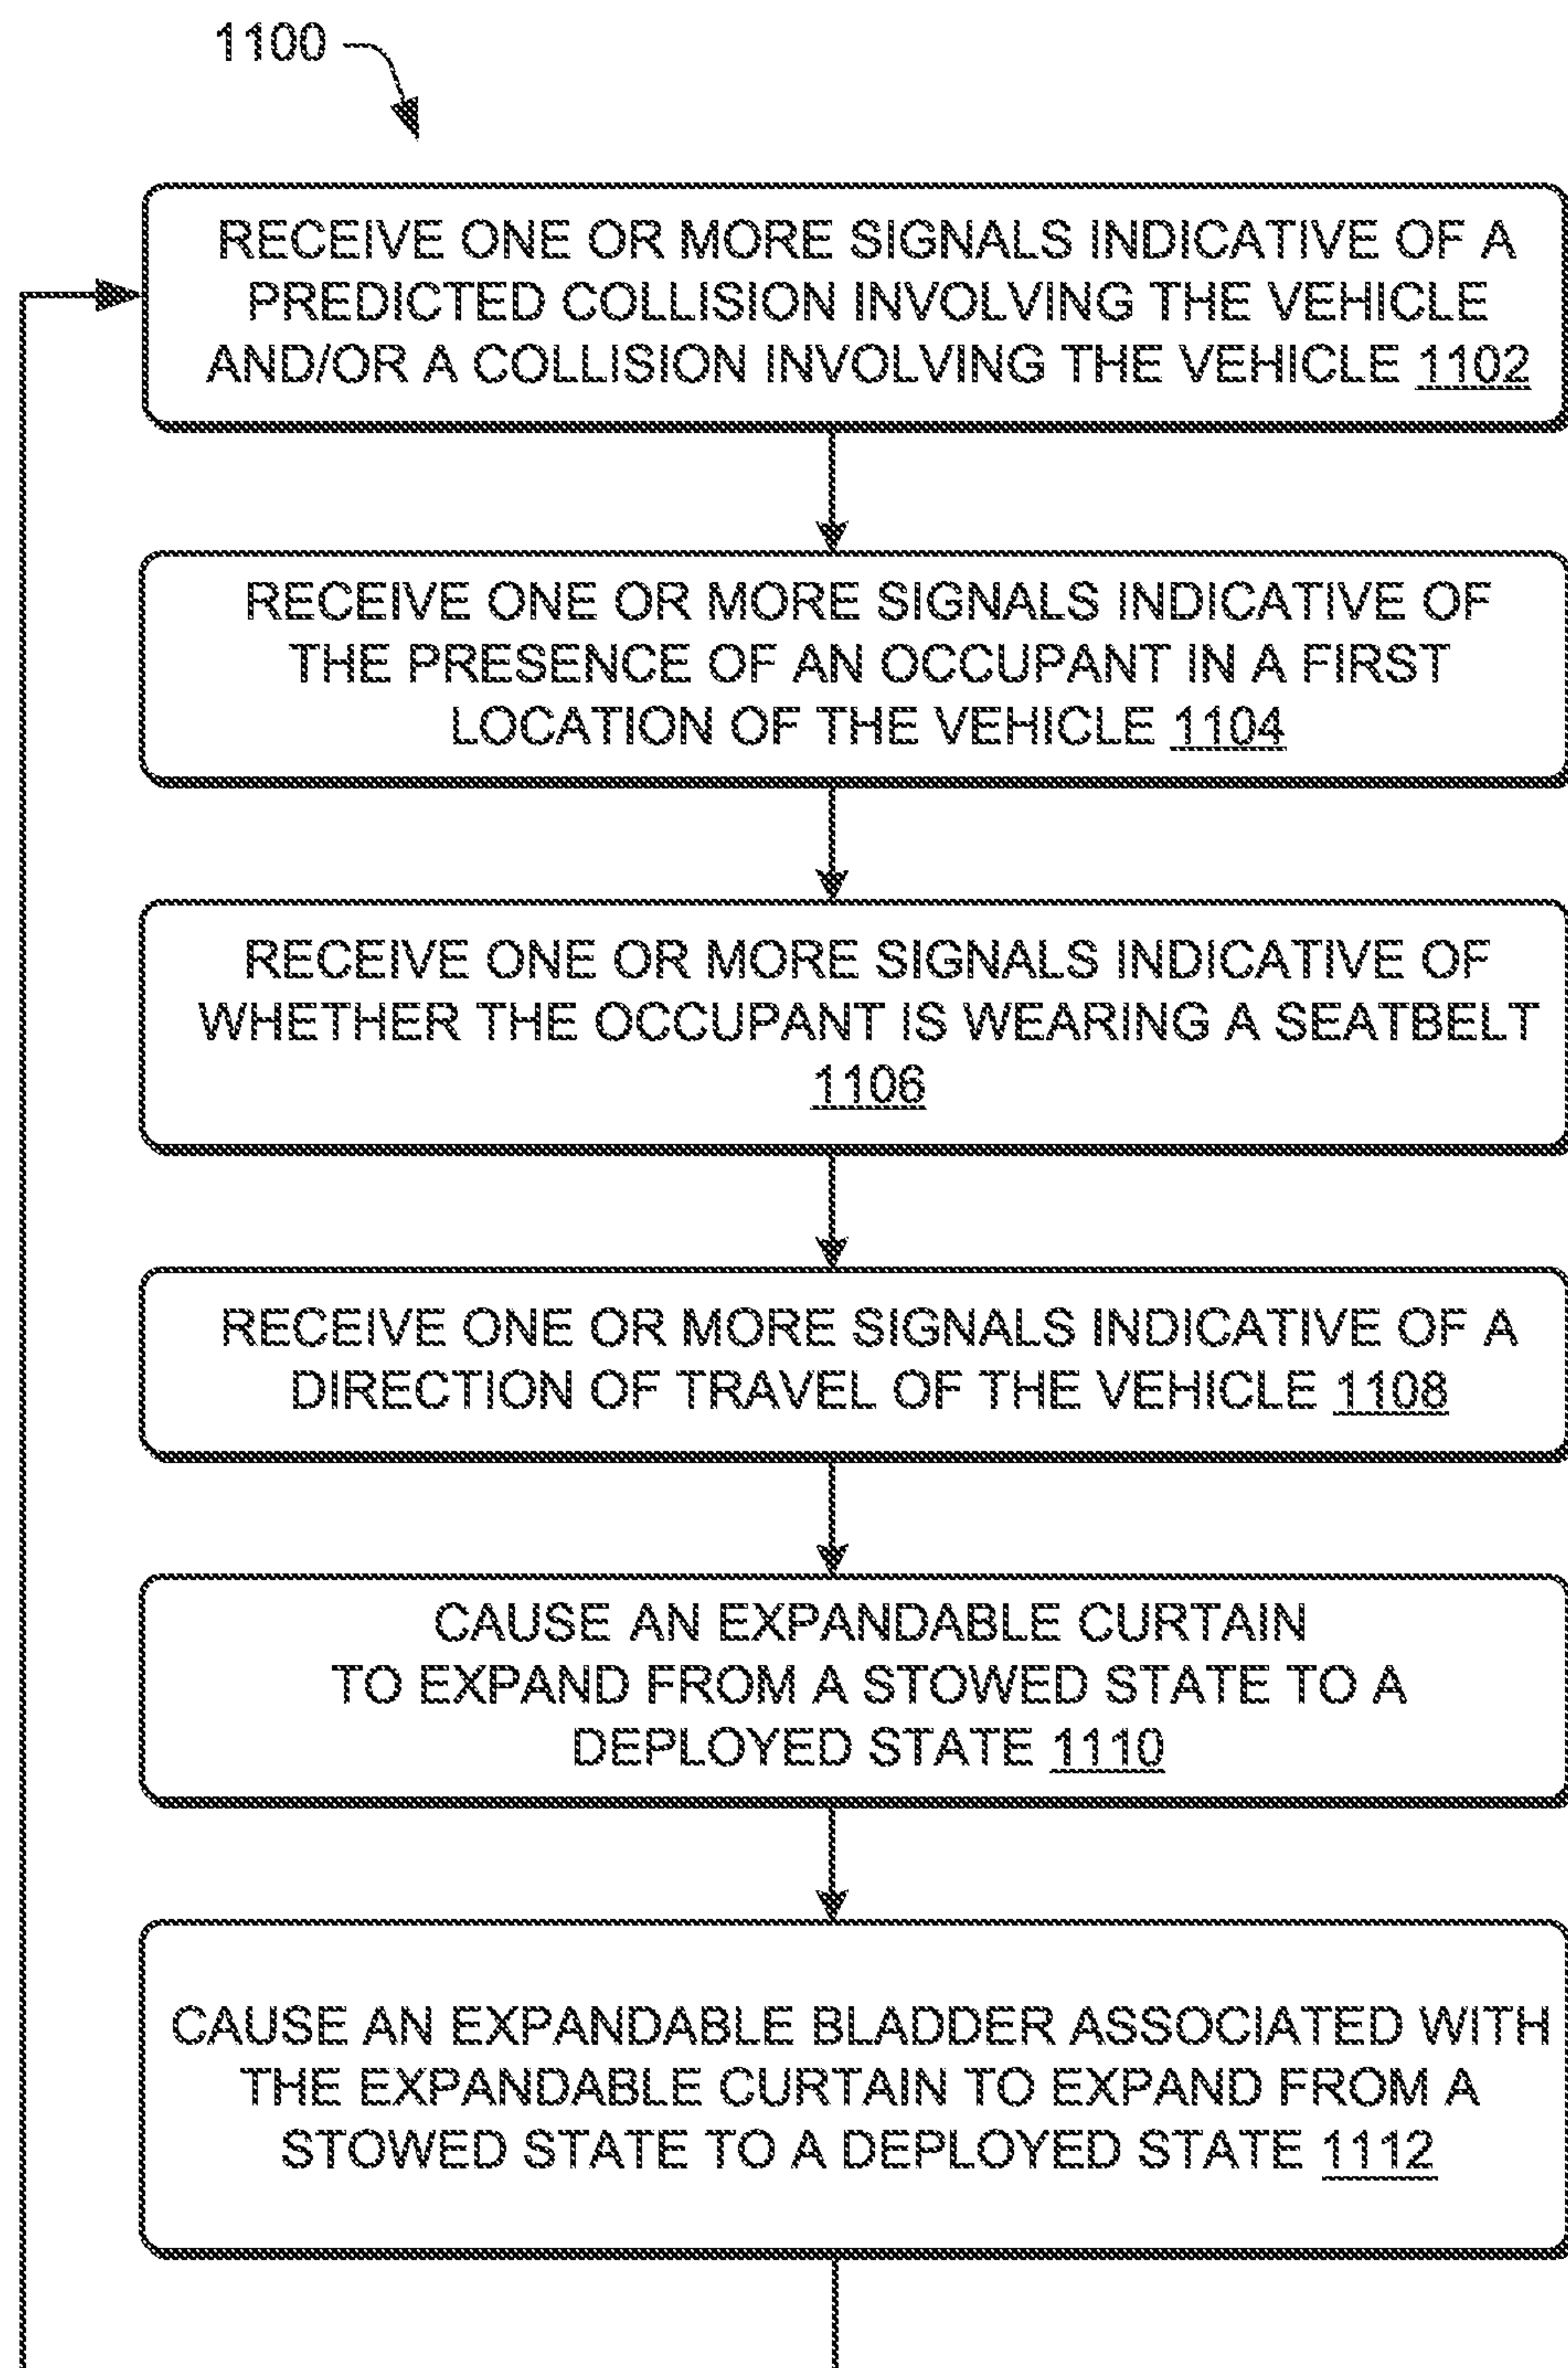 1100
RECEIVE ONE OR MORE SIGNALS INDICATIVE OF A
PREDICTED COLLISION INVOLVING THE VEHICLE
AND/OR A COLLISION INVOLVING THE VEHICLE 1102
RECEIVE ONE OR MORE SIGNALS INDICATIVE OF
THE PRESENCE OF AN OCCUPANT IN A FIRST
LOCATION OF THE VEHICLE 1104
RECEIVE ONE OR MORE SIGNALS INDICATIVE OF
WHETHER THE OCCUPANT IS WEARING A SEATBELT
1106
RECEIVE ONE OR MORE SIGNALS INDICATIVE OF A
DIRECTION OF TRAVEL OF THE VEHICLE 1108
CAUSE AN EXPANDABLE CURTAIN
TO EXPAND FROM A STOWED STATE TO A
DEPLOYED STATE 1110
CAUSE AN EXPANDABLE BLADDER ASSOCIATED WITH
THE EXPANDABLE CURTAIN TO EXPAND FROM A
STOWED STATE TO A DEPLOYED STATE 1112